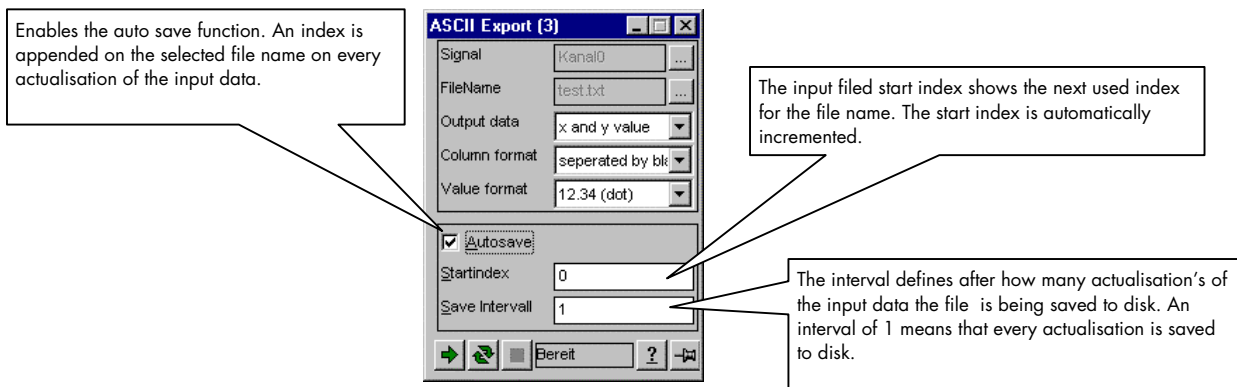 Enables the auto save function. An index is
appended on the selected file name on every
actualisation of the input data.
ASCII Export (3)
Signal
Kanal0
...
FileName
test.txt
...
Output data
x and y value
Column format
seperated by bla
Value format
12.34 (dot)
Autosave
Startindex
0
Save Intervall
1
Bereit
?
The input filed start index shows the next used index
for the file name. The start index is automatically
incremented.
The interval defines after how many actualisation's of
the input data the file  is being saved to disk. An
interval of 1 means that every actualisation is saved
to disk.